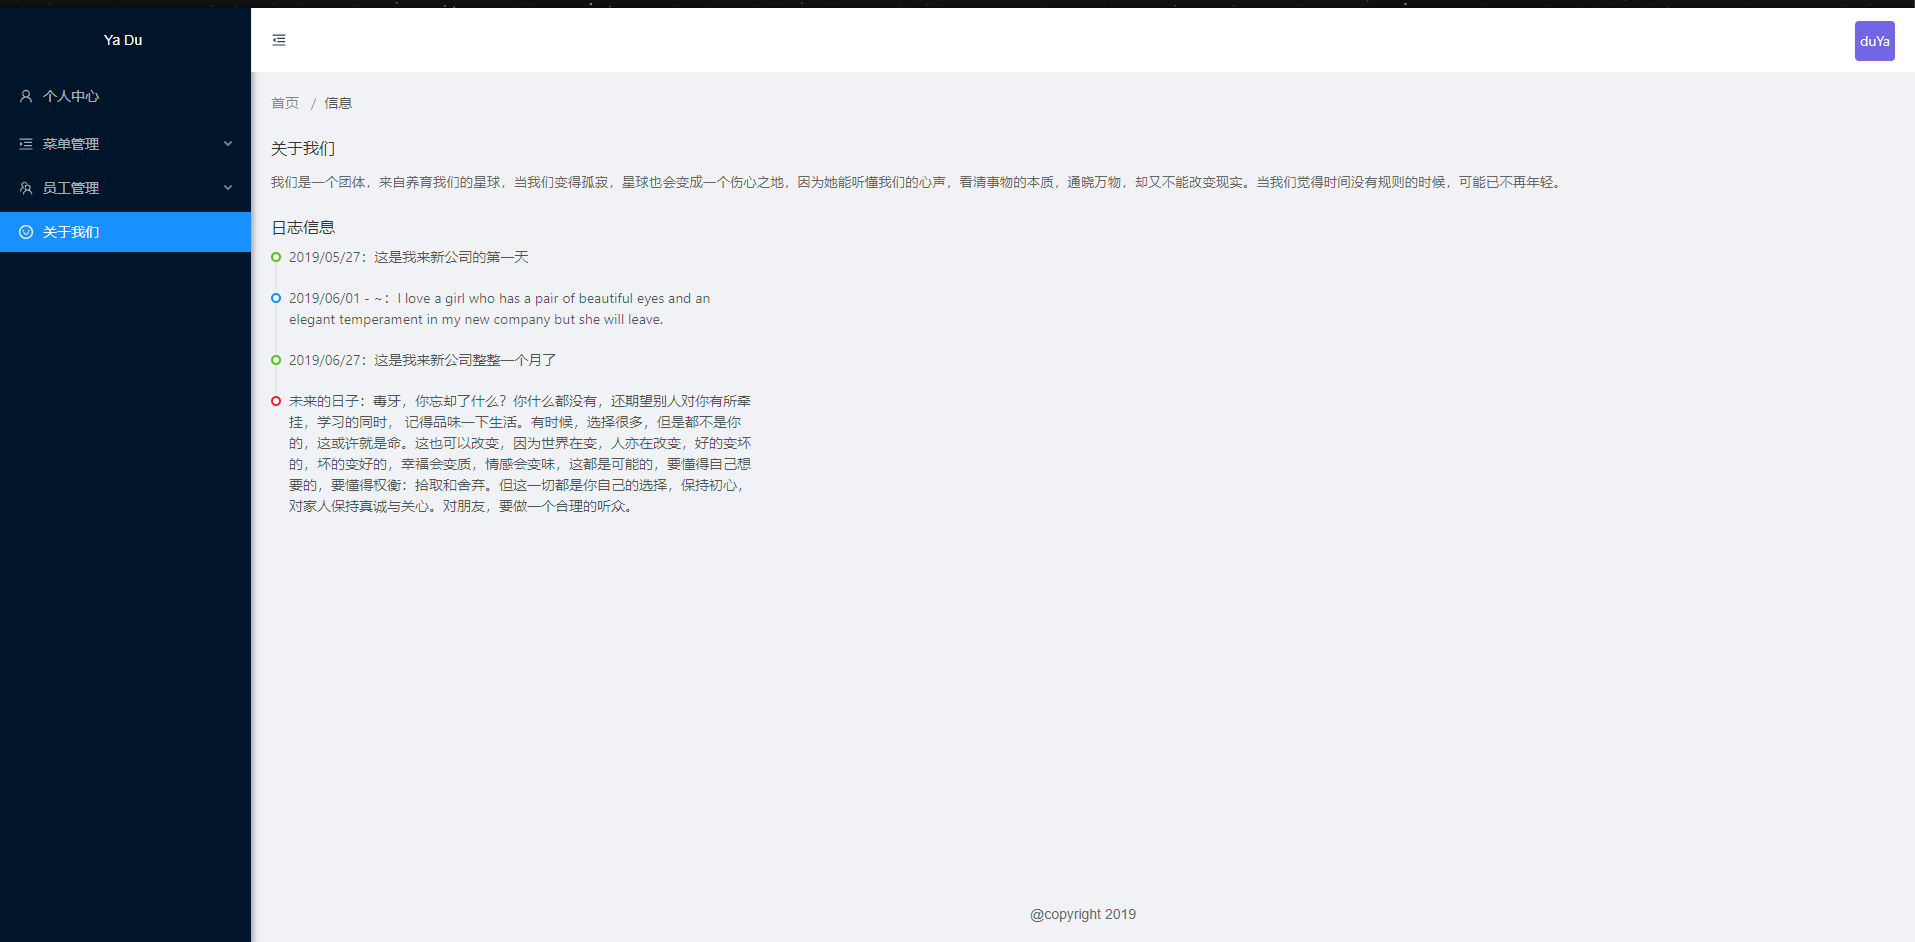 Ya Du
个人中心
菜单管理
员工管理
关于我们
duYa
首页 / 信息
关于我们
我们是一个团体，来自养育我们的星球，当我们变得孤寂，星球也会变成一个伤心之地，因为她能听懂我们的心声，看清事物的本质，通晓万物，却又不能改变现实。当我们觉得时间没有规则的时候，可能已不再年轻。
日志信息
2019/05/27：这是我来新公司的第一天
2019/06/01 - ~：I love a girl who has a pair of beautiful eyes and an
elegant temperament in my new company but she will leave.
2019/06/27：这是我来新公司整整一个月了
未来的日子：毒牙，你忘却了什么？你什么都没有，还期望别人对你有所牵
挂，学习的同时， 记得品味一下生活。有时候，选择很多，但是都不是你
的，这或许就是命。这也可以改变，因为世界在变，人亦在改变，好的变坏
的，坏的变好的，幸福会变质，情感会变味，这都是可能的，要懂得自己想
要的，要懂得权衡：拾取和舍弃。但这一切都是你自己的选择，保持初心，
对家人保持真诚与关心。对朋友，要做一个合理的听众。
@copyright 2019